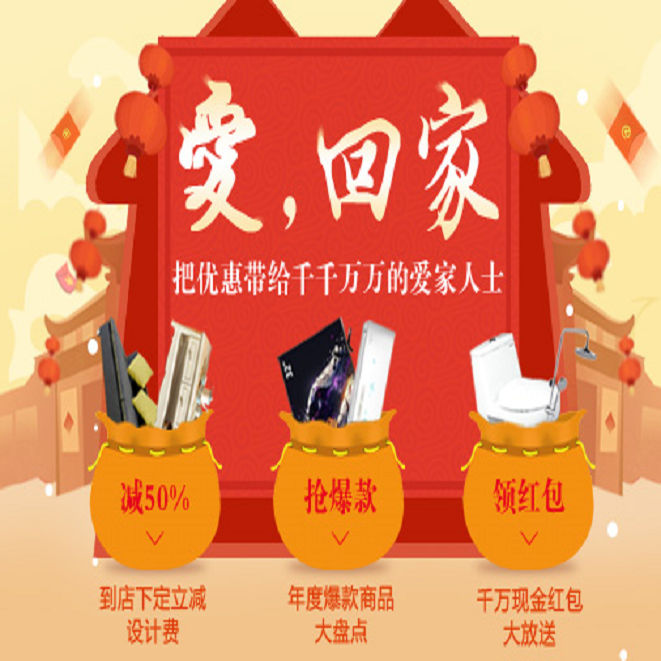 爱,回家
把优惠带给千千万万的爱家人士
减50%
抢爆款
领红包
到店下定立减
设计费
年度爆款商品
大盘点
千万现金红包
大放送